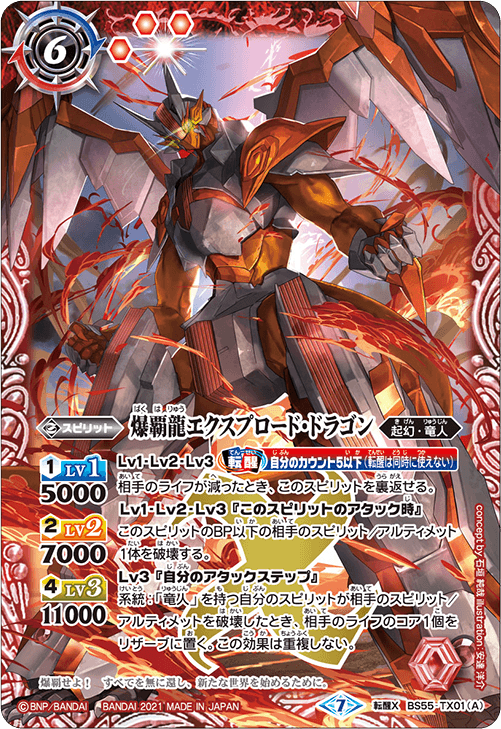 6
スピリット
爆覇龍エクスプロード・ドラゴン
起幻・竜人
1 LV1
5000
2 LV2
7000
4 LV3
11000
Lv1・Lv2・Lv3 転醒 自分のカウント5以下(転醒は同時に使えない)
相手のライフが減ったとき、このスピリットを裏返せる。
Lv1・Lv2・Lv3『このスピリットのアタック時』
このスピリットのBP以下の相手のスピリット/アルティメット
1体を破壊する。
Lv3『自分のアタックステップ』
系統:「竜人」を持つ自分のスピリットが相手のスピリット/
アルティメットを破壊したとき、相手のライフのコア1個を
リザーブに置く。この効果は重複しない。
爆覇せよ! すべてを無に還し、新たな世界を始めるために。
concept by 石垣 純哉 illustration: 安達 洋介
©BNP/BANDAI BANDAI 2021 MADE IN JAPAN
7
転醒X BS55-TX01(A)